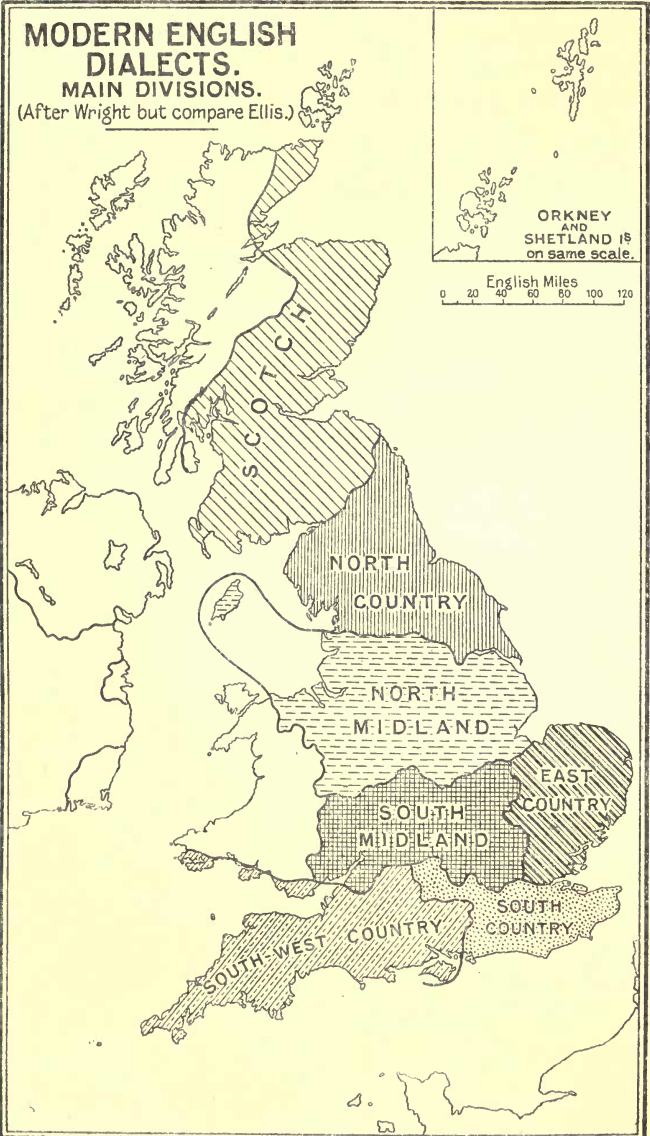 MODERN ENGLISH
DIALECTS.
MAIN DIVISIONS.
(After Wright but compare Ellis.)
ORKNEY
AND
SHETLAND Iṣ
on same scale.
English Miles
0 20 40 60 80 100 120
SCOTCH
NORTH
COUNTRY
NORTH
MIDLAND
EAST
COUNTRY
SOUTH
MIDLAND
SOUTH
COUNTRY
SOUTH-WEST COUNTRY